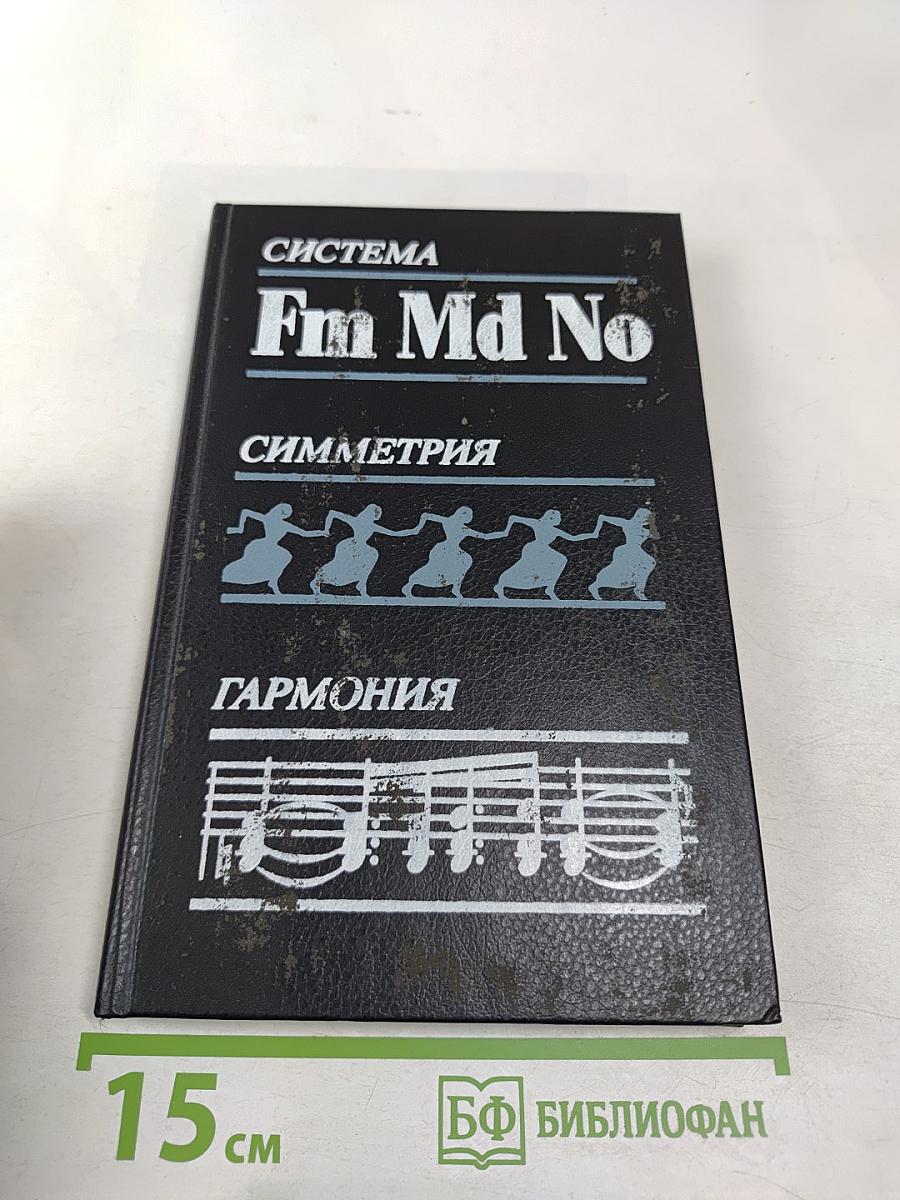 СИСТЕМА
Fm Md No
СИММЕТРИЯ
ГАРМОНИЯ
15 см
БФ БИБЛИОФАН